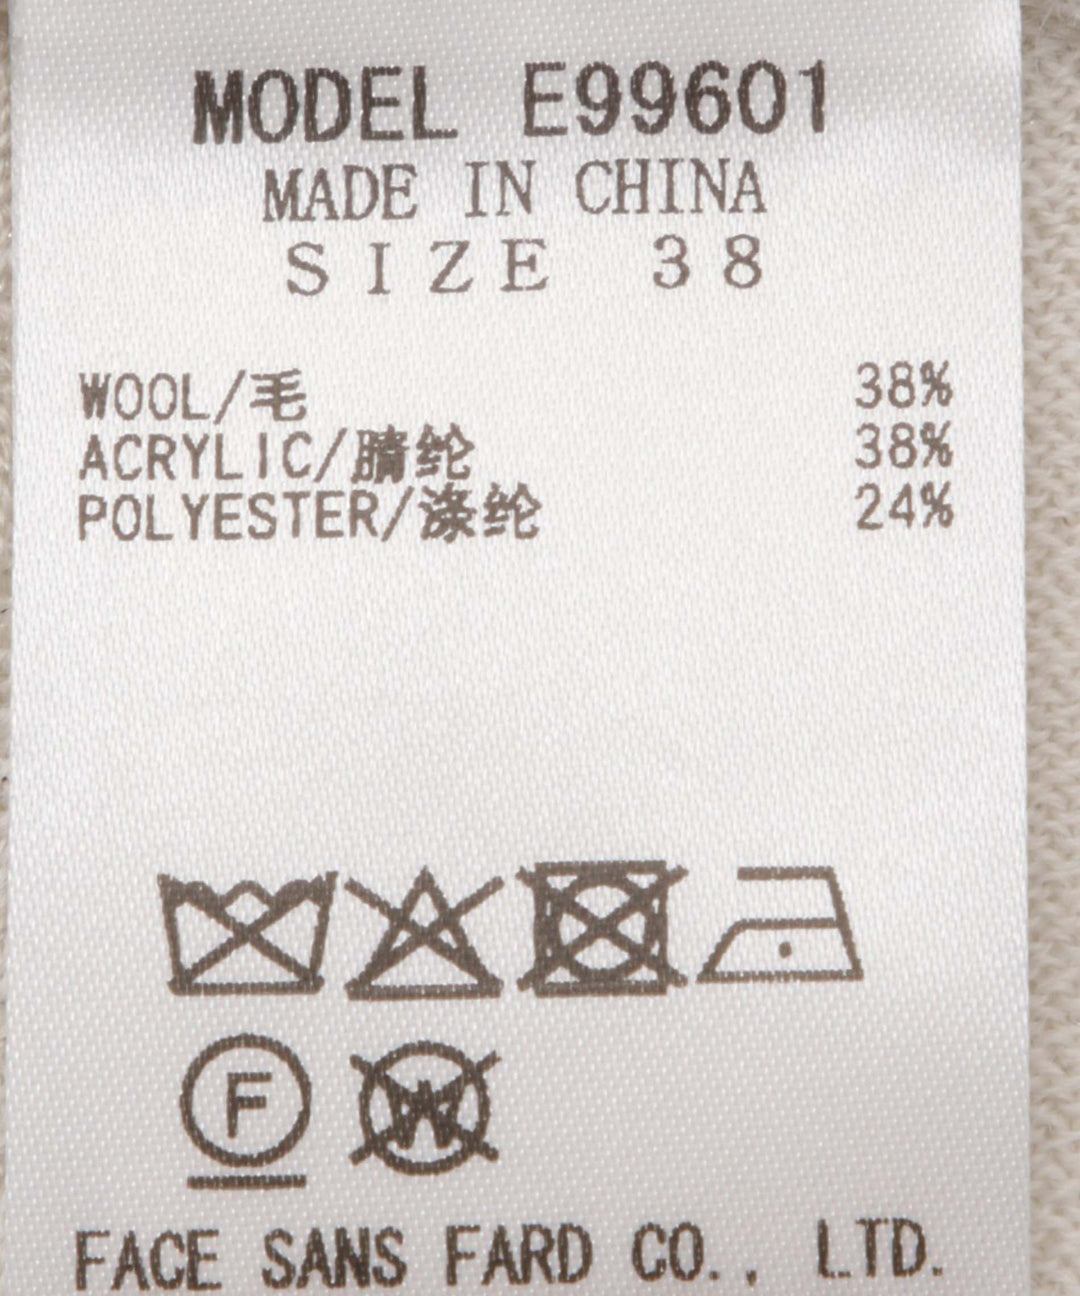 MODEL E99601
MADE IN CHINA
SIZE 38
WOOL/毛 38%
ACRYLIC/腈纶 38%
POLYESTER/涤纶 24%
F W
FACE SANS FARD CO., LTD.